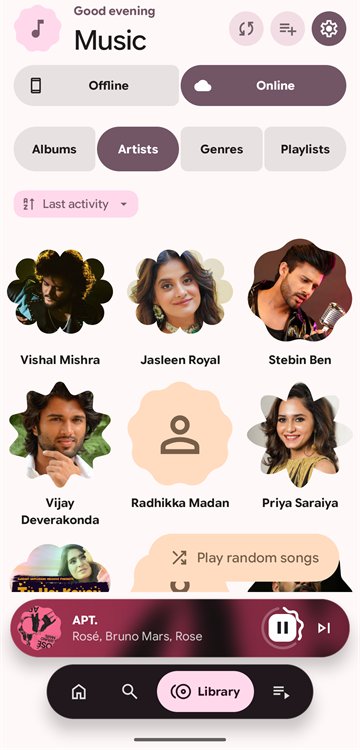 Good evening
Music
Offline
Online
Albums
Artists
Genres
Playlists
Last activity
Vishal Mishra
Jasleen Royal
Stebin Ben
Vijay
Deverakonda
Radhikka Madan
Priya Saraiya
Play random songs
APT.
Rosé, Bruno Mars, Rose
Library